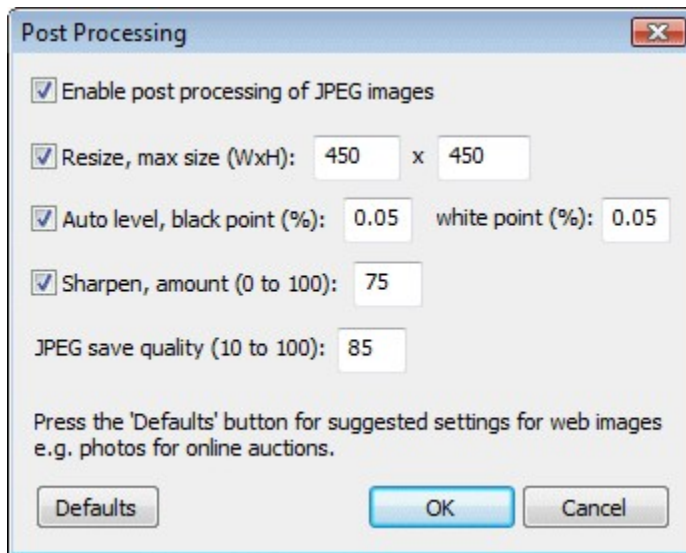 Post Processing
Enable post processing of JPEG images
Resize, max size (WxH): 450 x 450
Auto level, black point (%): 0.05 white point (%): 0.05
Sharpen, amount (0 to 100): 75
JPEG save quality (10 to 100): 85
Press the 'Defaults' button for suggested settings for web images
e.g. photos for online auctions.
Defaults OK Cancel